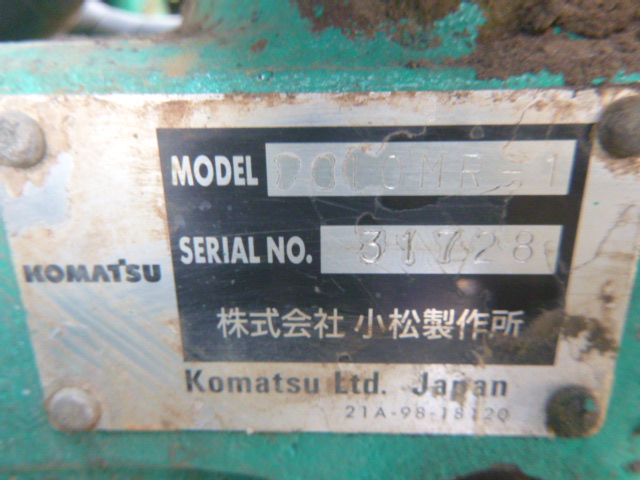 MODEL
SERIAL NO. 31728
KOMATSU
株式会社 小松製作所
Komatsu Ltd. Japan
21A-98-18120